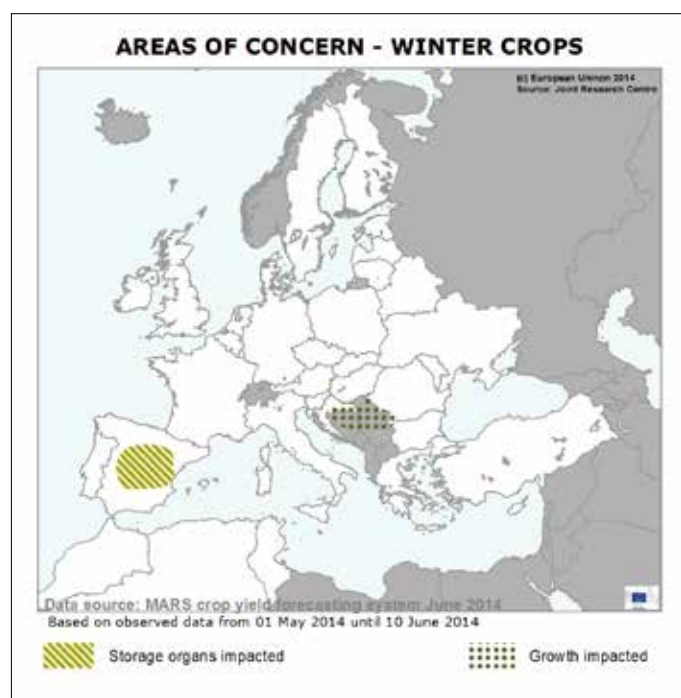 AREAS OF CONCERN - WINTER CROPS
(c) European Uninon 2014
Source: Joint Research Centre
Data source: MARS crop yield forecasting system June 2014
Based on observed data from 01 May 2014 until 10 June 2014
Storage organs impacted
Growth impacted